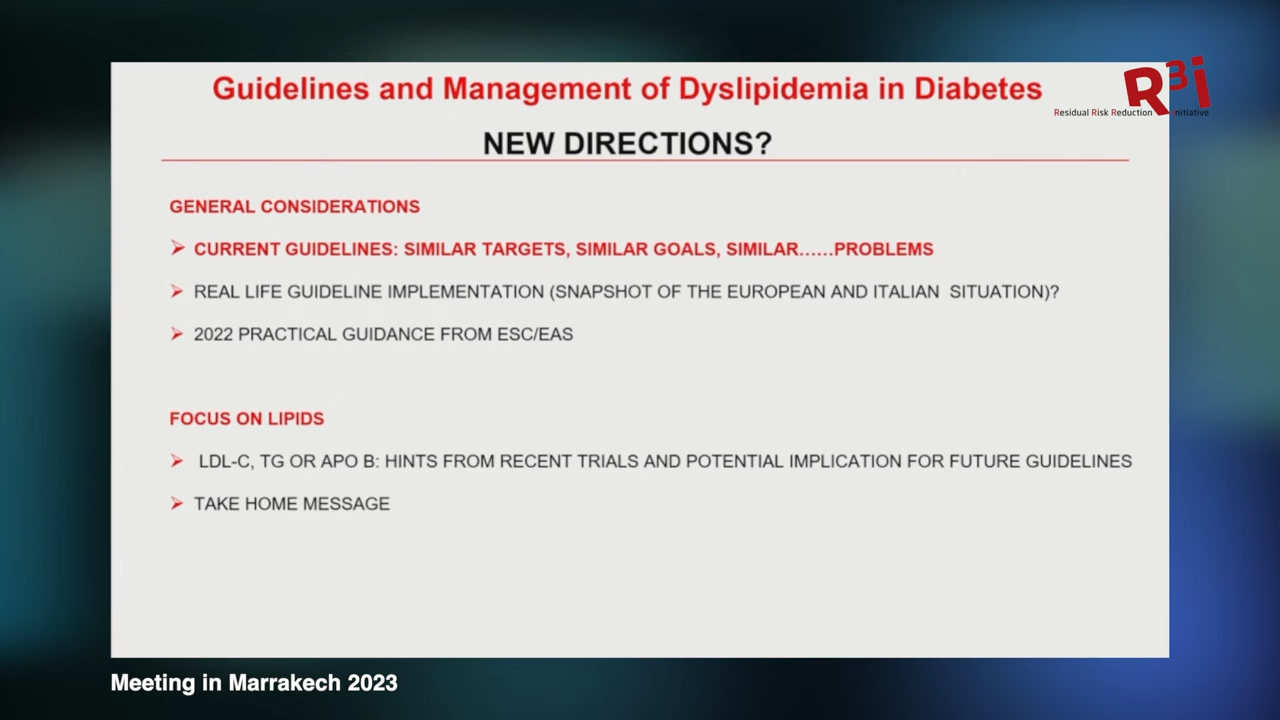 Guidelines and Management of Dyslipidemia in Diabetes
R3i
Residual Risk Reduction Initiative
NEW DIRECTIONS?
GENERAL CONSIDERATIONS
➢ CURRENT GUIDELINES: SIMILAR TARGETS, SIMILAR GOALS, SIMILAR……PROBLEMS
➢ REAL LIFE GUIDELINE IMPLEMENTATION (SNAPSHOT OF THE EUROPEAN AND ITALIAN SITUATION)?
➢ 2022 PRACTICAL GUIDANCE FROM ESC/EAS
FOCUS ON LIPIDS
➢ LDL-C, TG OR APO B: HINTS FROM RECENT TRIALS AND POTENTIAL IMPLICATION FOR FUTURE GUIDELINES
➢ TAKE HOME MESSAGE
Meeting in Marrakech 2023